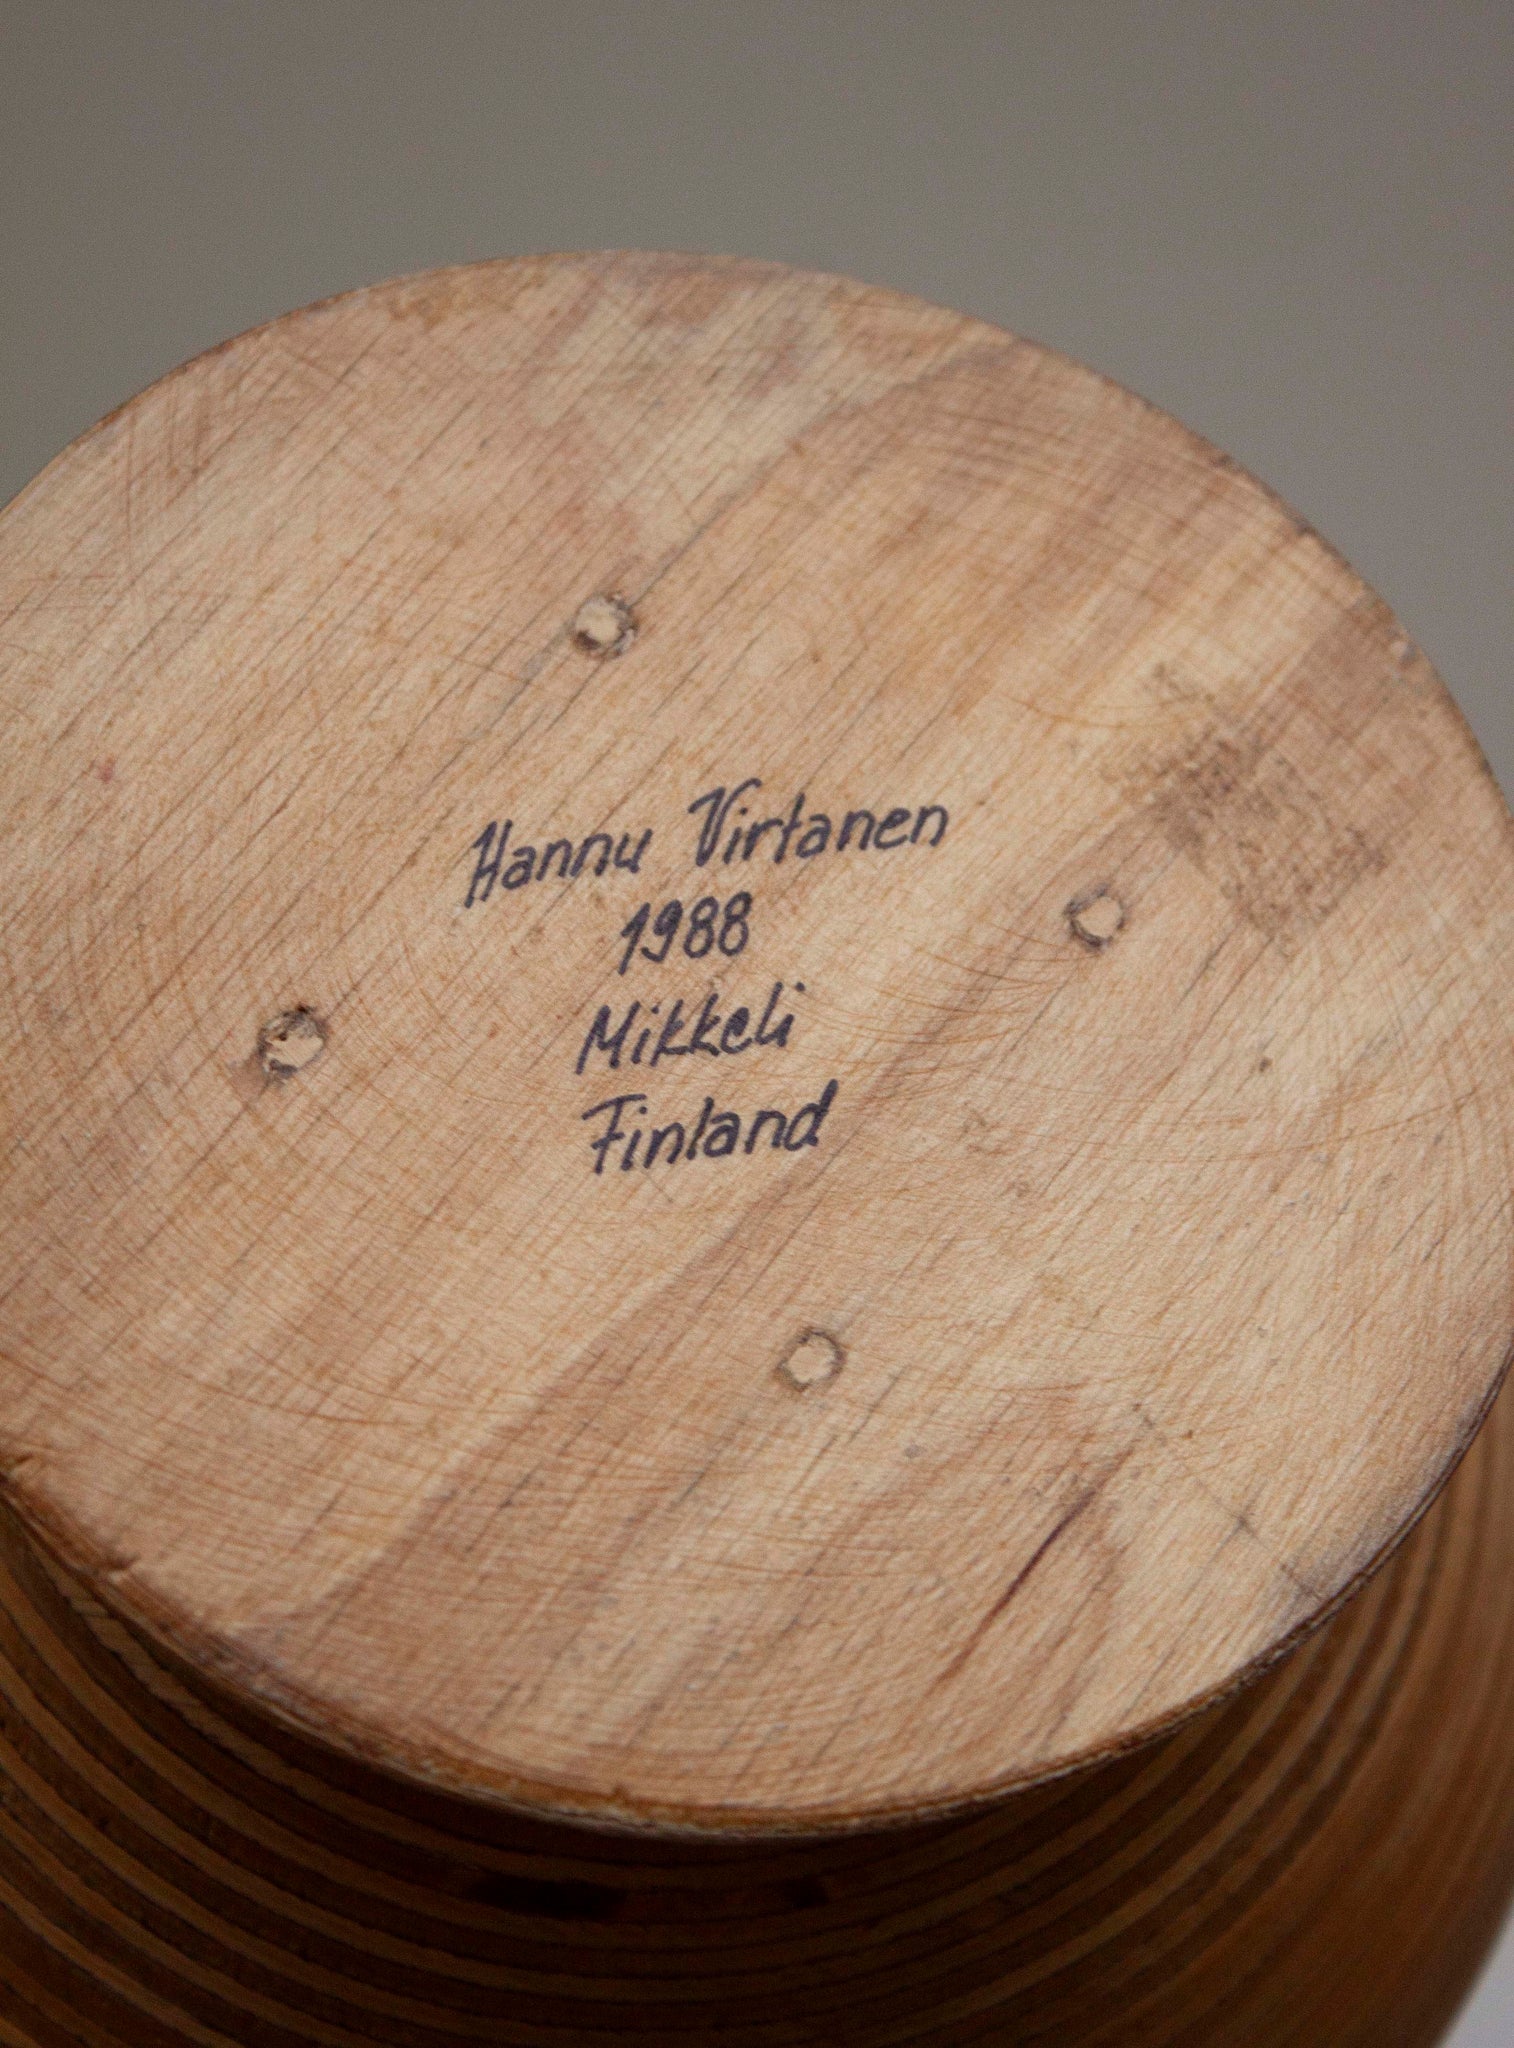 Hannu Virtanen
1988
Mikkeli
Finland